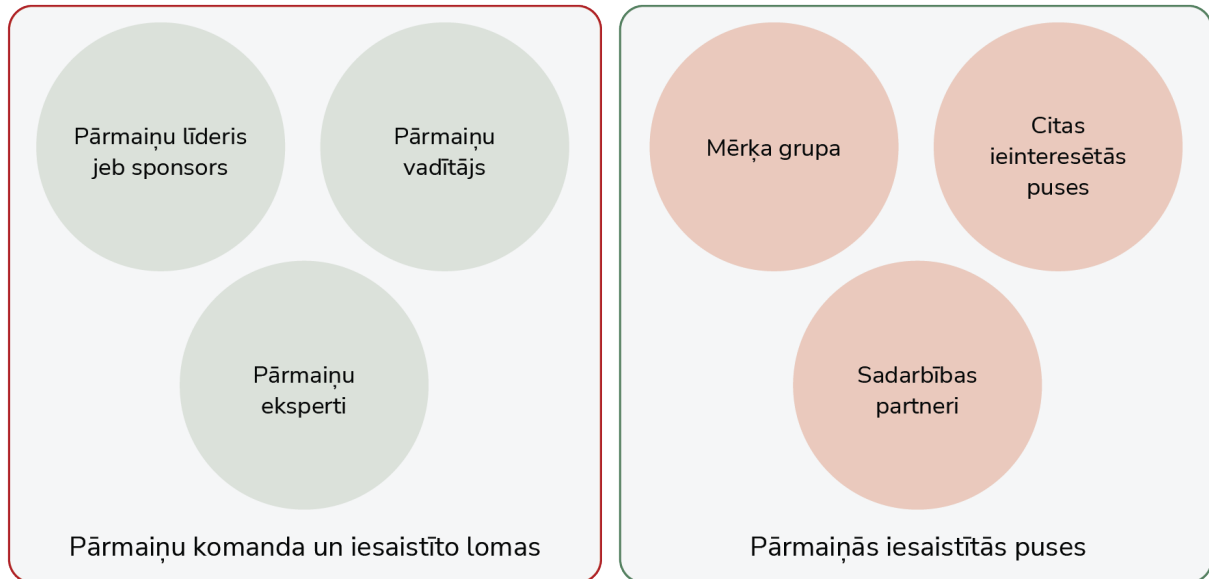 Pārmaiņu līderis
jeb sponsors
Pārmaiņu
vadītājs
Pārmaiņu
eksperti
Pārmaiņu komanda un iesaistīto lomas
Mērķa grupa
Citas
ieinteresētās
puses
Sadarbības
partneri
Pārmaiņās iesaistītās puses